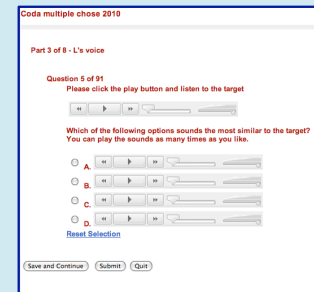 Coda multiple chose 2010
Part 3 of 8 - L's voice
Question 5 of 91
Please click the play button and listen to the target
Which of the following options sounds the most similar to the target?
You can play the sounds as many times as you like.
A.
B.
C.
D.
Reset Selection
Save and Continue Submit Quit